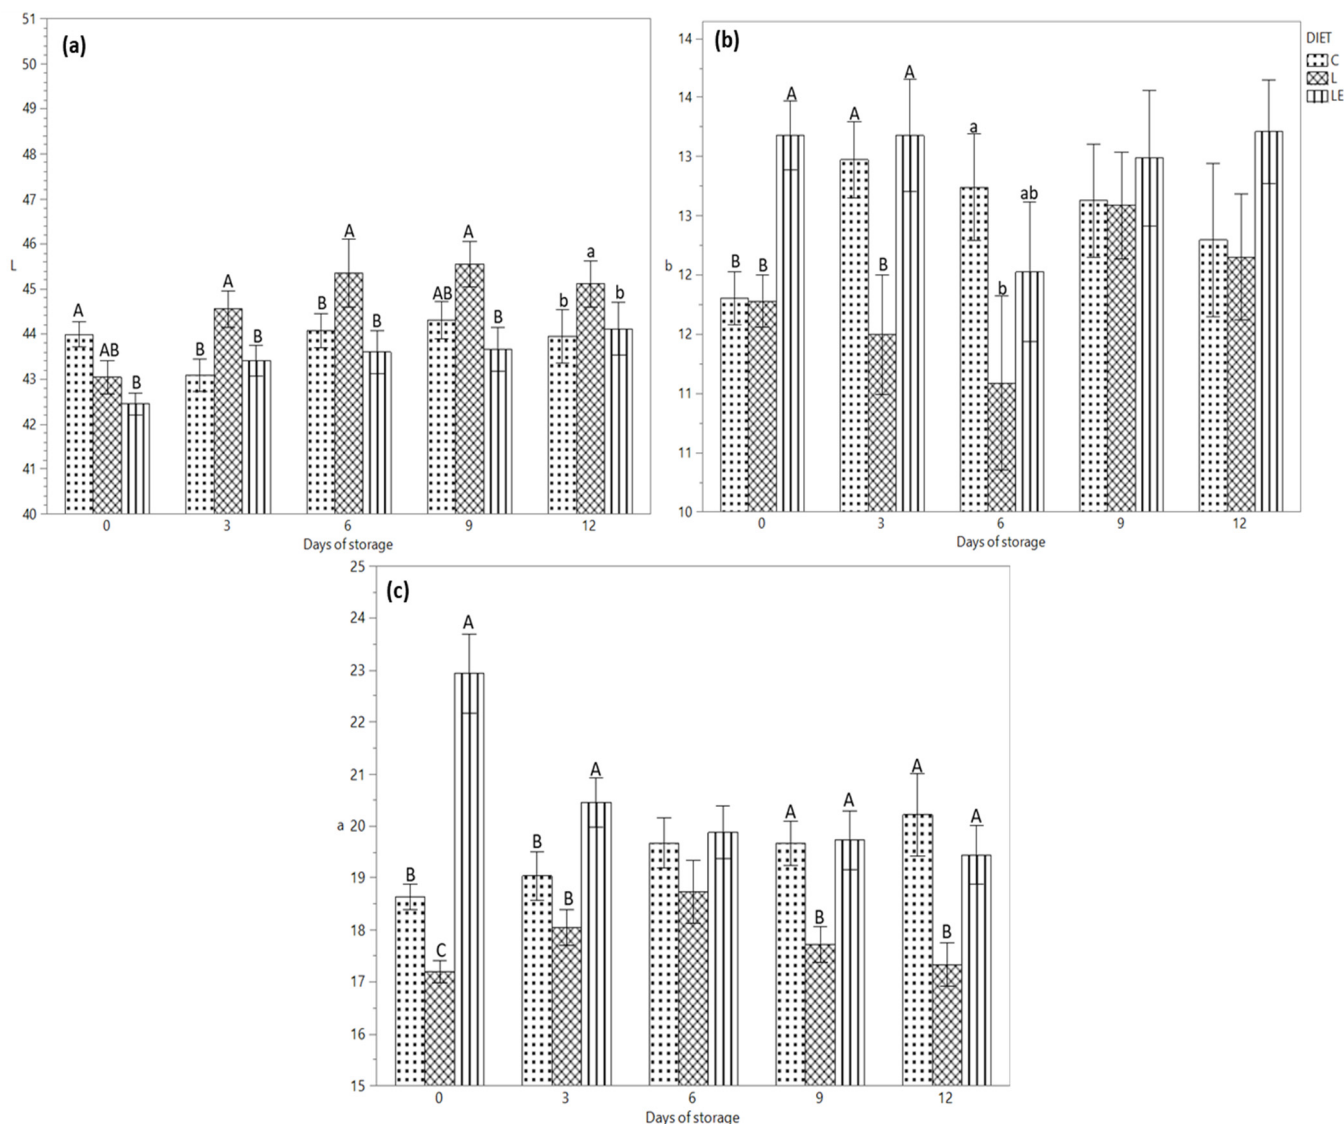 (a)
51
50
49
48
47
46
45
44
43
42
41
40
L
A
AB
B
B
A
B
B
A
B
AB
A
B
b
a
b
0 3 6 9 12
Days of storage
(b)
14
14
13
13
12
12
11
11
10
b
B
B
A
A
B
A
a
b
ab
0 3 6 9 12
Days of storage
DIET
C
L
LE
(c)
25
24
23
22
21
20
19
18
17
16
15
a
B
C
A
B
B
A
A
B
A
A
B
A
0 3 6 9 12
Days of storage